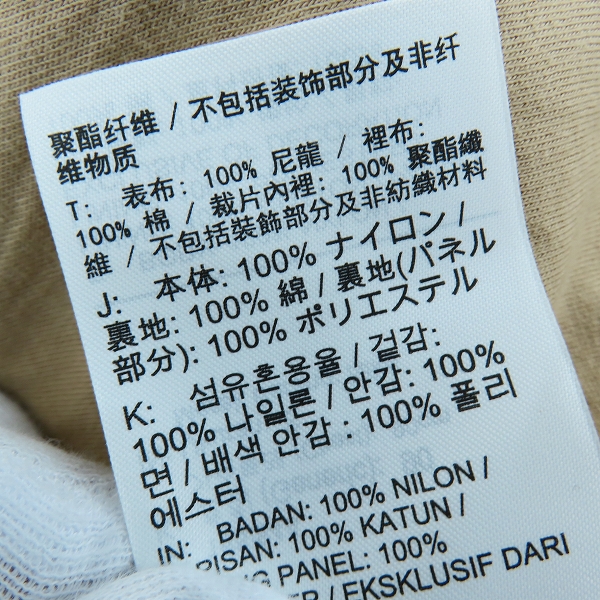 聚酯纤维 / 不包括装饰部分及非纤
维物质
T: 表布: 100% 尼龍 / 裡布:
100% 棉 / 裁片內裡: 100% 聚酯纖
維 / 不包括裝飾部分及非紡織材料
J: 本体: 100% ナイロン /
裏地: 100% 綿 / 裏地(パネル
部分): 100% ポリエステル
K: 섬유혼용율 / 겉감:
100% 나일론 / 안감: 100%
면 / 배색 안감 : 100% 폴리
에스터
IN: BADAN: 100% NILON /
100% KATUN /
PANEL: 100%
/ EKSKLUSIF DARI